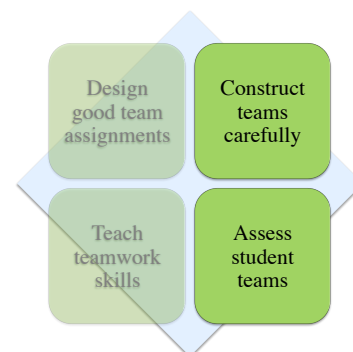 Design
good team
assignments
Construct
teams
carefully
Teach
teamwork
skills
Assess
student
teams